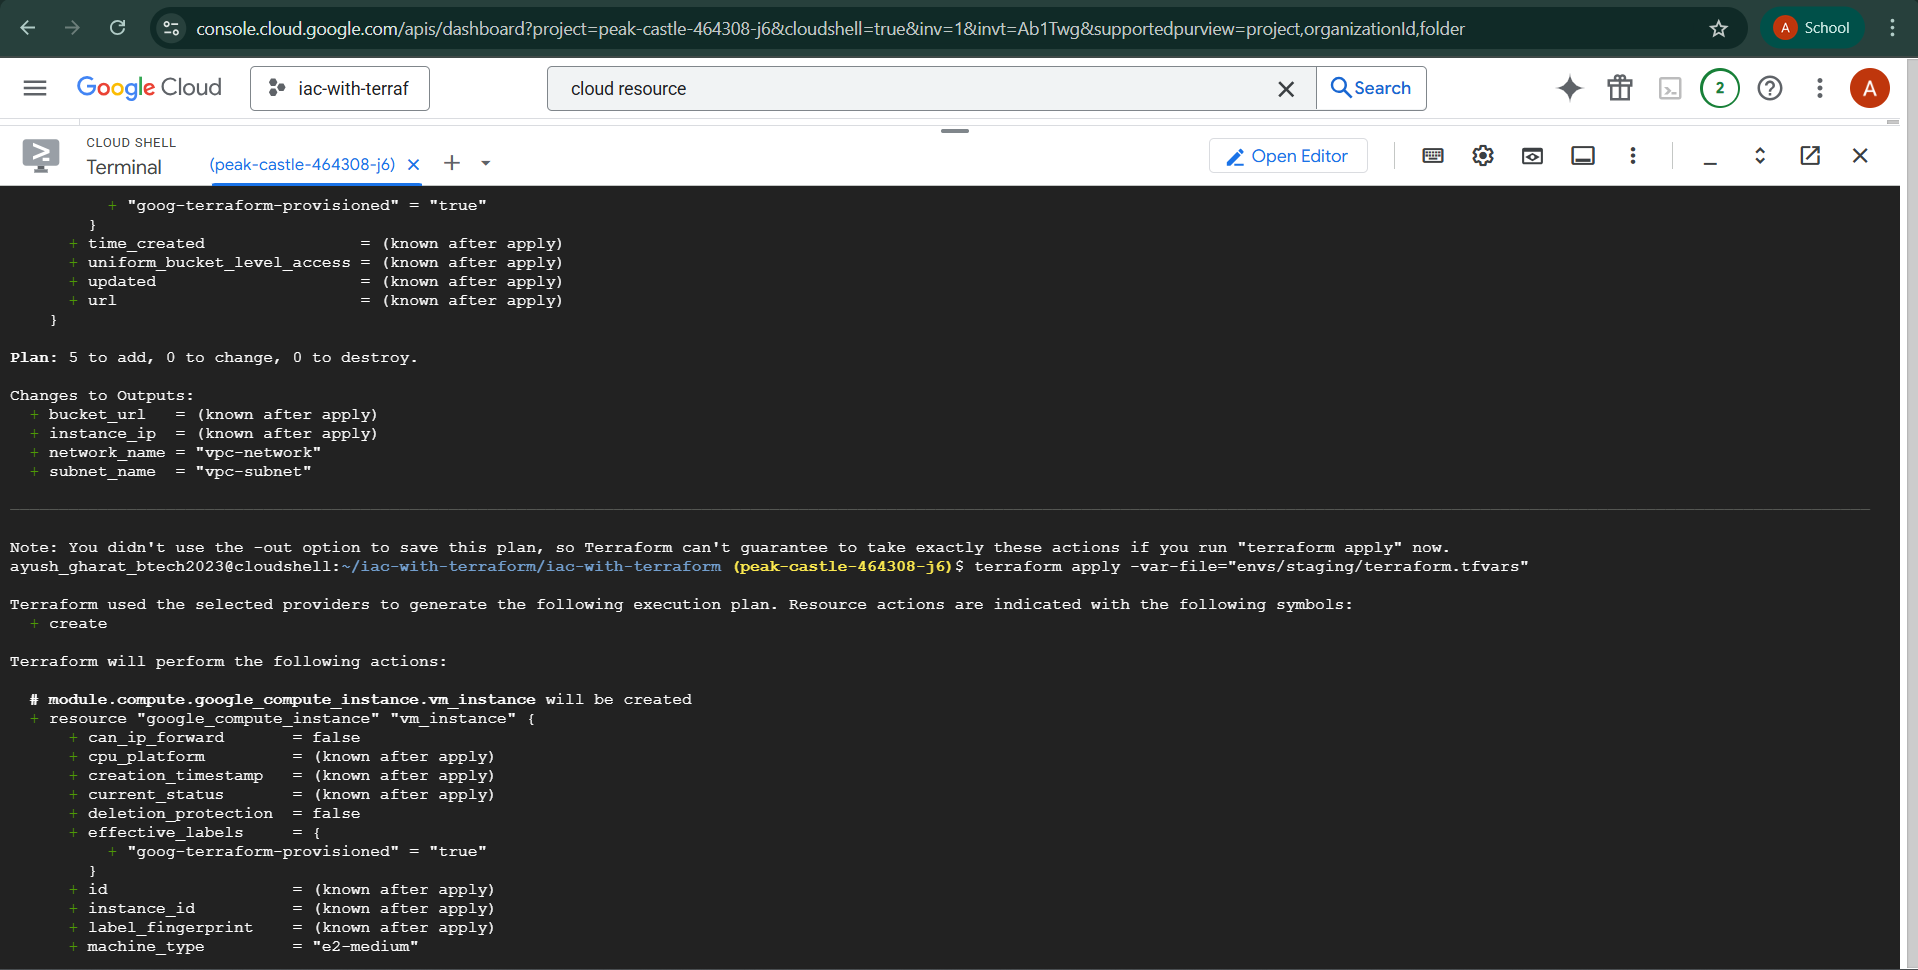 console.cloud.google.com/apis/dashboard?project=peak-castle-464308-j6&cloudshell=true&inv=1&invt=Ab1Twg&supportedpurview=project,organizationId,folder
A School
Google Cloud
iac-with-terraf
cloud resource
Search
2
A
CLOUD SHELL
Terminal
(peak-castle-464308-j6)
Open Editor
+ "goog-terraform-provisioned" = "true"
}
+ time_created = (known after apply)
+ uniform_bucket_level_access = (known after apply)
+ updated = (known after apply)
+ url = (known after apply)
}
Plan: 5 to add, 0 to change, 0 to destroy.
Changes to Outputs:
+ bucket_url = (known after apply)
+ instance_ip = (known after apply)
+ network_name = "vpc-network"
+ subnet_name = "vpc-subnet"
Note: You didn't use the -out option to save this plan, so Terraform can't guarantee to take exactly these actions if you run "terraform apply" now.
ayush_gharat_btech2023@cloudshell:~/iac-with-terraform/iac-with-terraform (peak-castle-464308-j6)$ terraform apply -var-file="envs/staging/terraform.tfvars"
Terraform used the selected providers to generate the following execution plan. Resource actions are indicated with the following symbols:
+ create
Terraform will perform the following actions:
# module.compute.google_compute_instance.vm_instance will be created
+ resource "google_compute_instance" "vm_instance" {
+ can_ip_forward = false
+ cpu_platform = (known after apply)
+ creation_timestamp = (known after apply)
+ current_status = (known after apply)
+ deletion_protection = false
+ effective_labels = {
+ "goog-terraform-provisioned" = "true"
}
+ id = (known after apply)
+ instance_id = (known after apply)
+ label_fingerprint = (known after apply)
+ machine_type = "e2-medium"